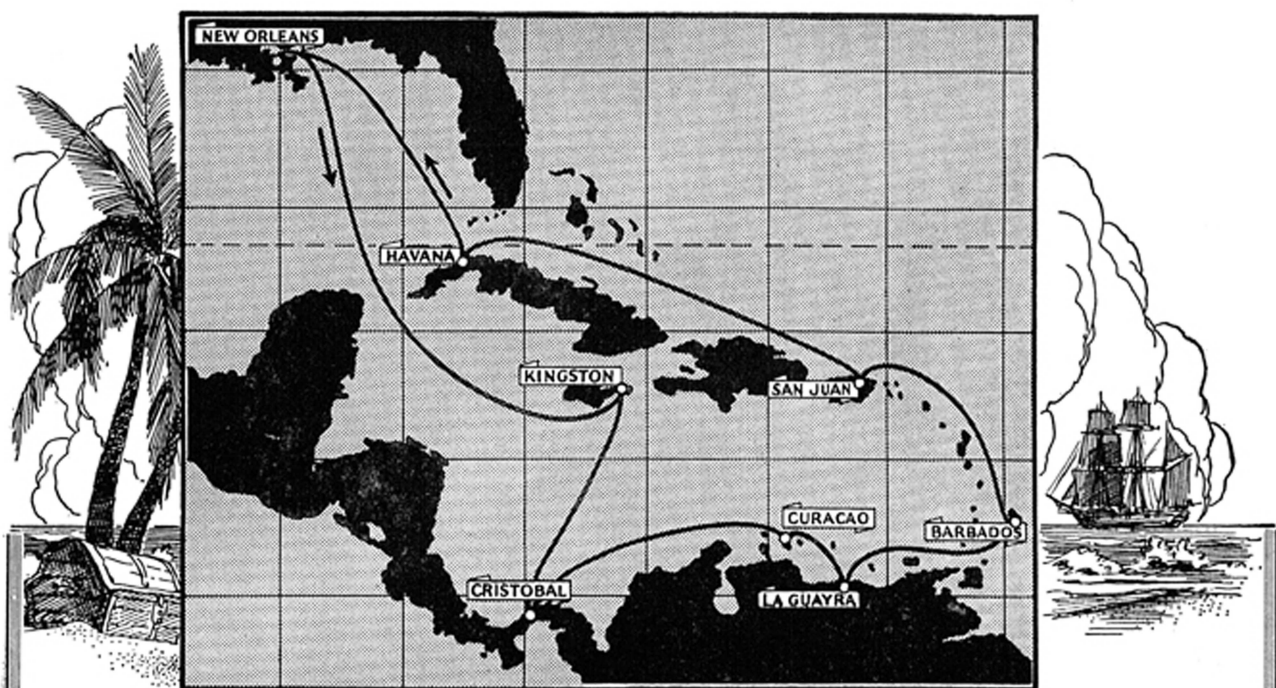 NEW ORLEANS
HAVANA
KINGSTON
SAN JUAN
CURACAO
BARBADOS
CRISTOBAL
LA GUAYRA